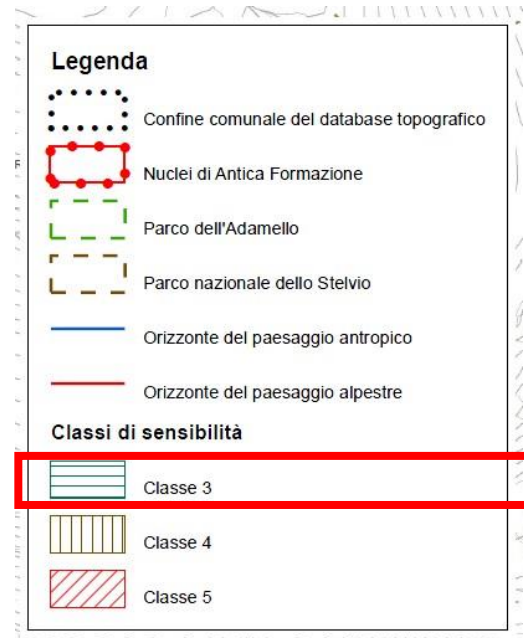 Legenda
Confine comunale del database topografico
Nuclei di Antica Formazione
Parco dell'Adamello
Parco nazionale dello Stelvio
Orizzonte del paesaggio antropico
Orizzonte del paesaggio alpestre
Classi di sensibilità
Classe 3
Classe 4
Classe 5